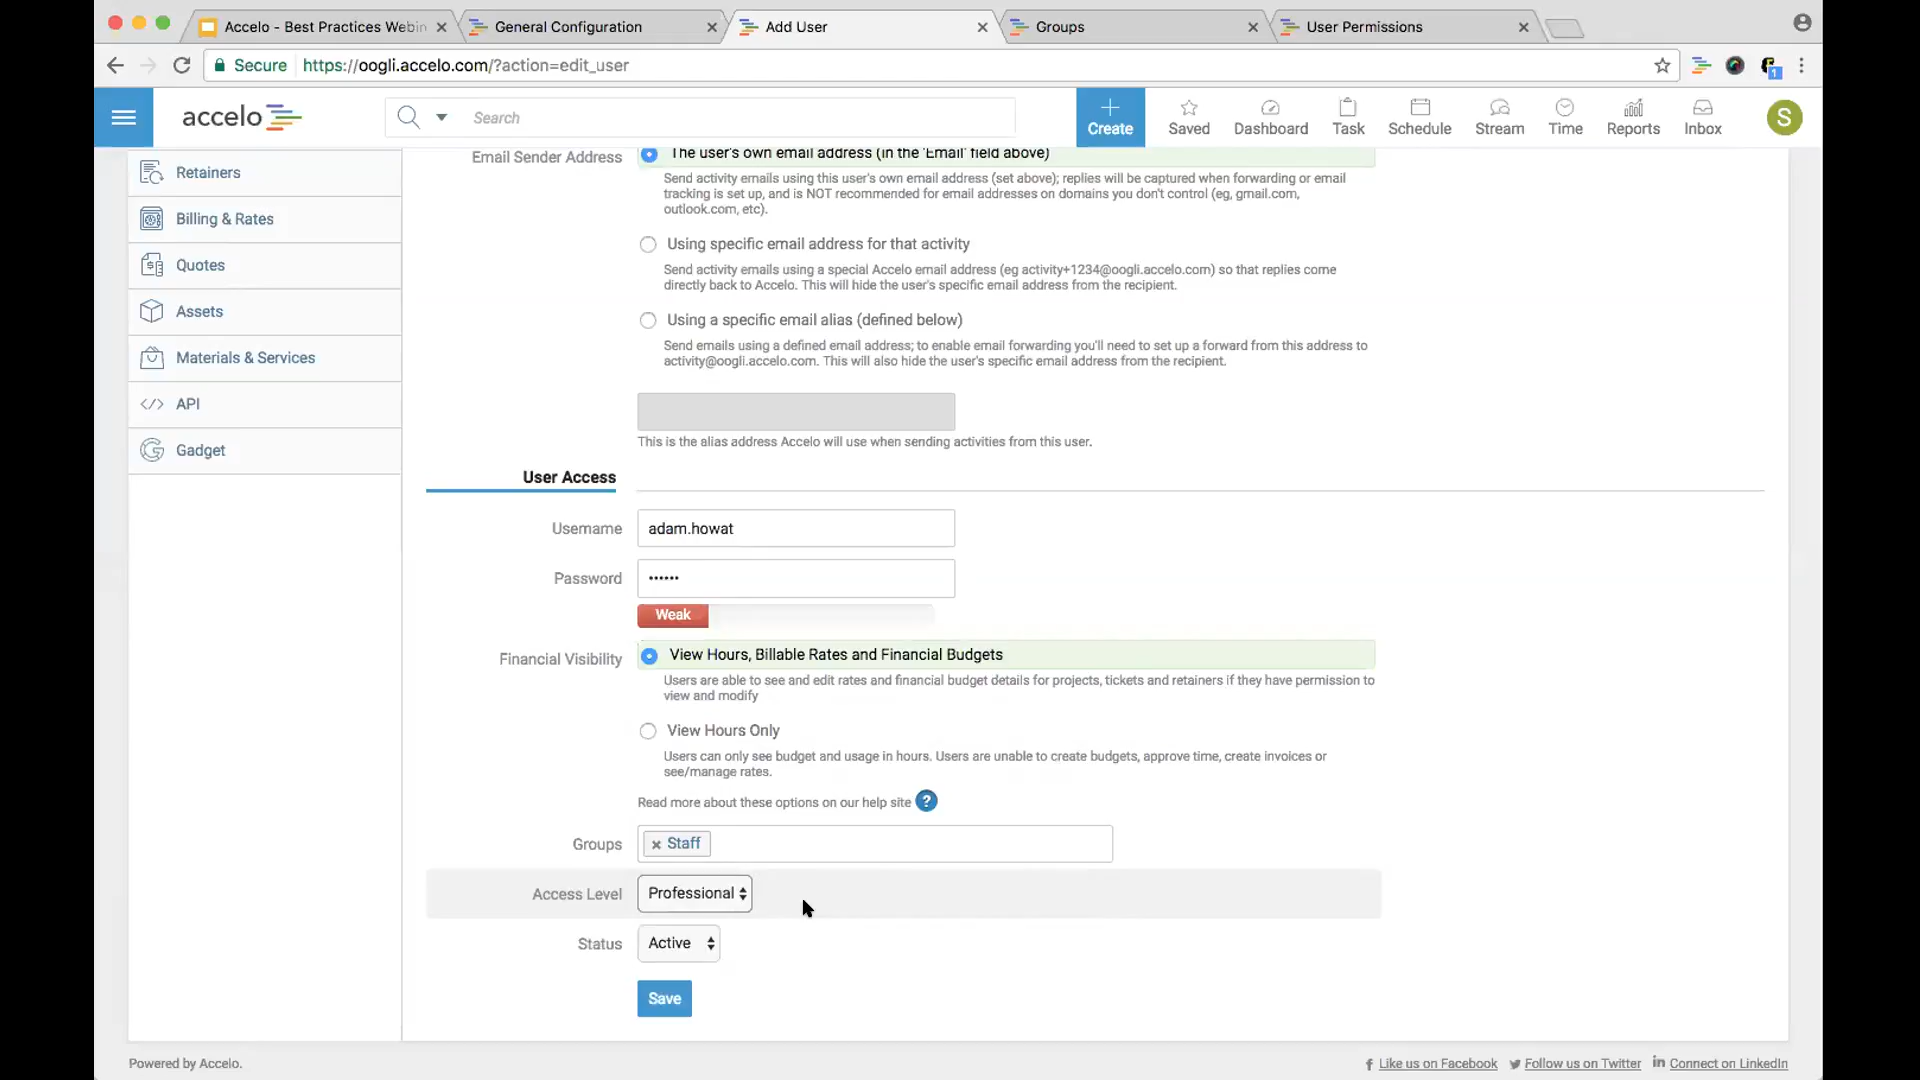 Accelo - Best Practices Webin
General Configuration
Add User
Groups
User Permissions
Secure
https://oogli.accelo.com/?action=edit_user
1
accelo
Search
Create
Saved
Dashboard
Task
Schedule
Stream
Time
Reports
Inbox
S
Retainers
Billing & Rates
Quotes
Assets
Materials & Services
API
Gadget
Email Sender Address
The user's own email address (in the 'Email' field above)
Send activity emails using this user's own email address (set above); replies will be captured when forwarding or email
tracking is set up, and is NOT recommended for email addresses on domains you don't control (eg, gmail.com,
outlook.com, etc).
Using specific email address for that activity
Send activity emails using a special Accelo email address (eg activity+1234@oogli.accelo.com) so that replies come
directly back to Accelo. This will hide the user's specific email address from the recipient.
Using a specific email alias (defined below)
Send emails using a defined email address; to enable email forwarding you'll need to set up a forward from this address to
activity@oogli.accelo.com. This will also hide the user's specific email address from the recipient.
This is the alias address Accelo will use when sending activities from this user.
User Access
Username
adam.howat
Password
••••••
Weak
Financial Visibility
View Hours, Billable Rates and Financial Budgets
Users are able to see and edit rates and financial budget details for projects, tickets and retainers if they have permission to
view and modify
View Hours Only
Users can only see budget and usage in hours. Users are unable to create budgets, approve time, create invoices or
see/manage rates.
Read more about these options on our help site ?
Groups
× Staff
Access Level
Professional
Status
Active
Save
Powered by Accelo.
Like us on Facebook
Follow us on Twitter
Connect on LinkedIn